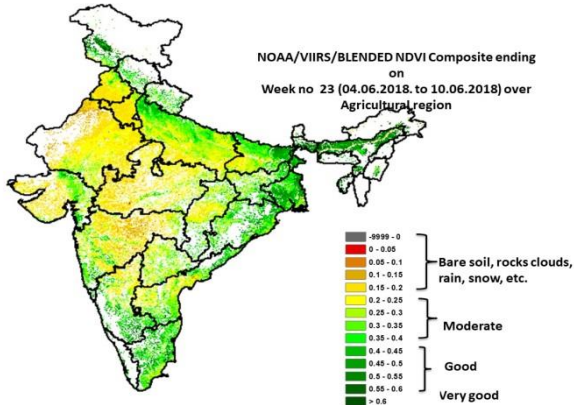 NOAA/VIIRS/BLENDED NDVI Composite ending
on
Week no 23 (04.06.2018. to 10.06.2018) over
Agricultural region
-9999 - 0
0 - 0.05
0.05 - 0.1
0.1 - 0.15
0.15 - 0.2
0.2 - 0.25
0.25 - 0.3
0.3 - 0.35
0.35 - 0.4
0.4 - 0.45
0.45 - 0.5
0.5 - 0.55
0.55 - 0.6
> 0.6
Bare soil, rocks clouds,
rain, snow, etc.
Moderate
Good
Very good